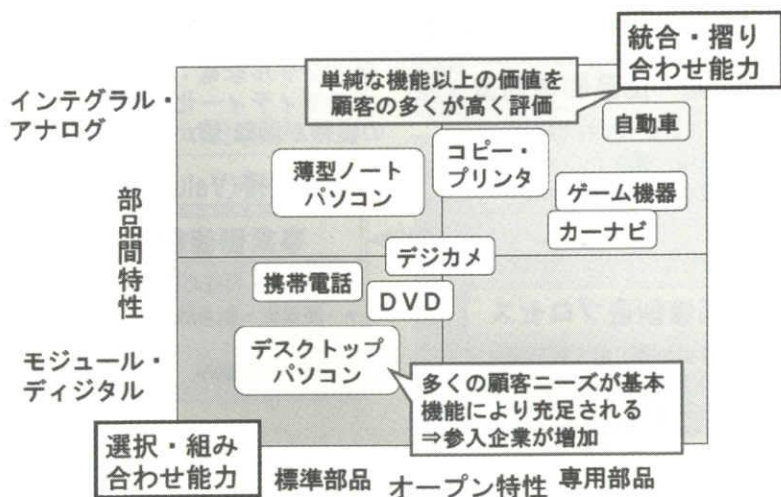 統合・摺り
合わせ能力
単純な機能以上の価値を
顧客の多くが高く評価
インテグラル・
アナログ
自動車
コピー・
プリンタ
薄型ノート
パソコン
ゲーム機器
カーナビ
部品間特性
デジカメ
携帯電話
DVD
デスクトップ
パソコン
モジュール・
ディジタル
多くの顧客ニーズが基本
機能により充足される
⇒参入企業が増加
選択・組み
合わせ能力
標準部品 オープン特性 専用部品